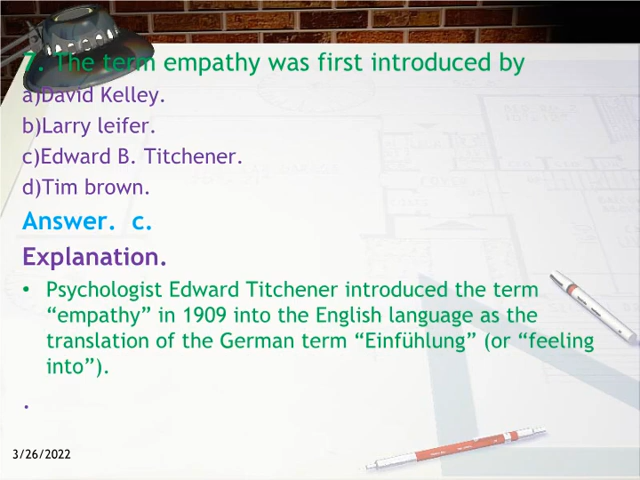 7. The term empathy was first introduced by
a)David Kelley.
b)Larry leifer.
c)Edward B. Titchener.
d)Tim brown.
Answer. c.
Explanation.
• Psychologist Edward Titchener introduced the term
“empathy” in 1909 into the English language as the
translation of the German term “Einfühlung” (or “feeling
into”).
.
3/26/2022